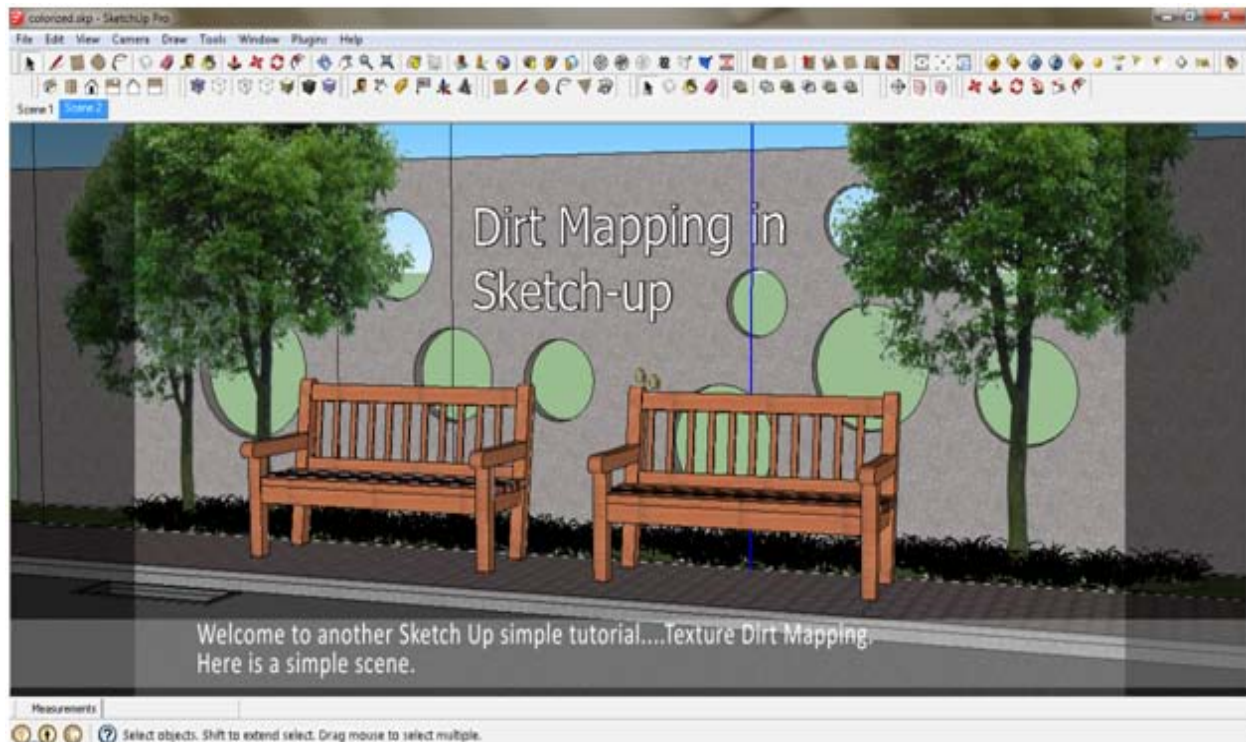 colorized.skp - SketchUp Pro
File Edit View Camera Draw Tools Window Plugins Help
Scene 1 Scene 2
Dirt Mapping in
Sketch-up
Welcome to another Sketch Up simple tutorial....Texture Dirt Mapping.
Here is a simple scene.
Measurements
Select objects. Shift to extend select. Drag mouse to select multiple.